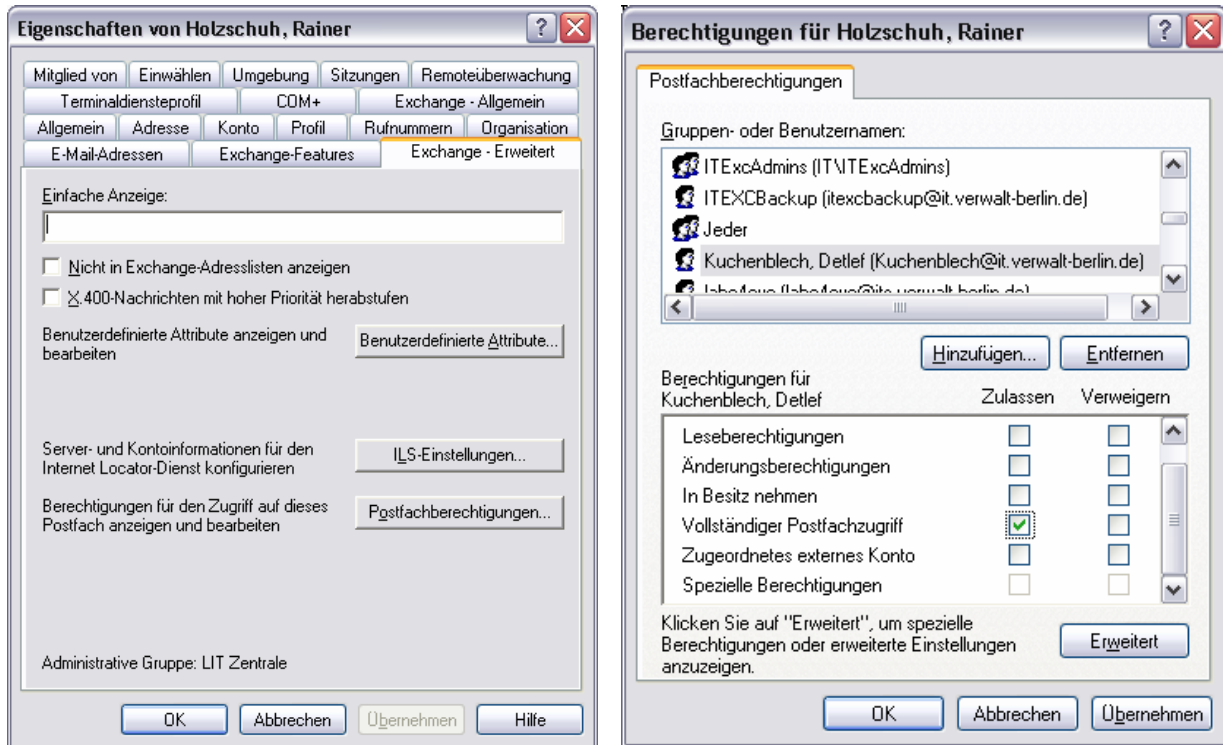 Eigenschaften von Holzschuh, Rainer
Mitglied von Einwählen Umgebung Sitzungen Remoteüberwachung
Terminaldiensteprofil COM+ Exchange - Allgemein
Allgemein Adresse Konto Profil Rufnummern Organisation
E-Mail-Adressen Exchange-Features Exchange - Erweitert
Einfache Anzeige:
Nicht in Exchange-Adresslisten anzeigen
X.400-Nachrichten mit hoher Priorität herabstufen
Benutzerdefinierte Attribute anzeigen und
bearbeiten
Benutzerdefinierte Attribute...
Server- und Kontoinformationen für den
Internet Locator-Dienst konfigurieren
ILS-Einstellungen...
Berechtigungen für den Zugriff auf dieses
Postfach anzeigen und bearbeiten
Postfachberechtigungen...
Administrative Gruppe: LIT Zentrale
OK Abbrechen Übernehmen Hilfe
Berechtigungen für Holzschuh, Rainer
Postfachberechtigungen
Gruppen- oder Benutzernamen:
ITExcAdmins (IT\ITExcAdmins)
ITEXCBackup (itexcbackup@it.verwalt-berlin.de)
Jeder
Kuchenblech, Detlef (Kuchenblech@it.verwalt-berlin.de)
Hinzufügen... Entfernen
Berechtigungen für
Kuchenblech, Detlef
Zulassen Verweigern
Leseberechtigungen
Änderungsberechtigungen
In Besitz nehmen
Vollständiger Postfachzugriff
Zugeordnetes externes Konto
Spezielle Berechtigungen
Klicken Sie auf "Erweitert", um spezielle
Berechtigungen oder erweiterte Einstellungen
anzuzeigen.
Erweitert
OK Abbrechen Übernehmen